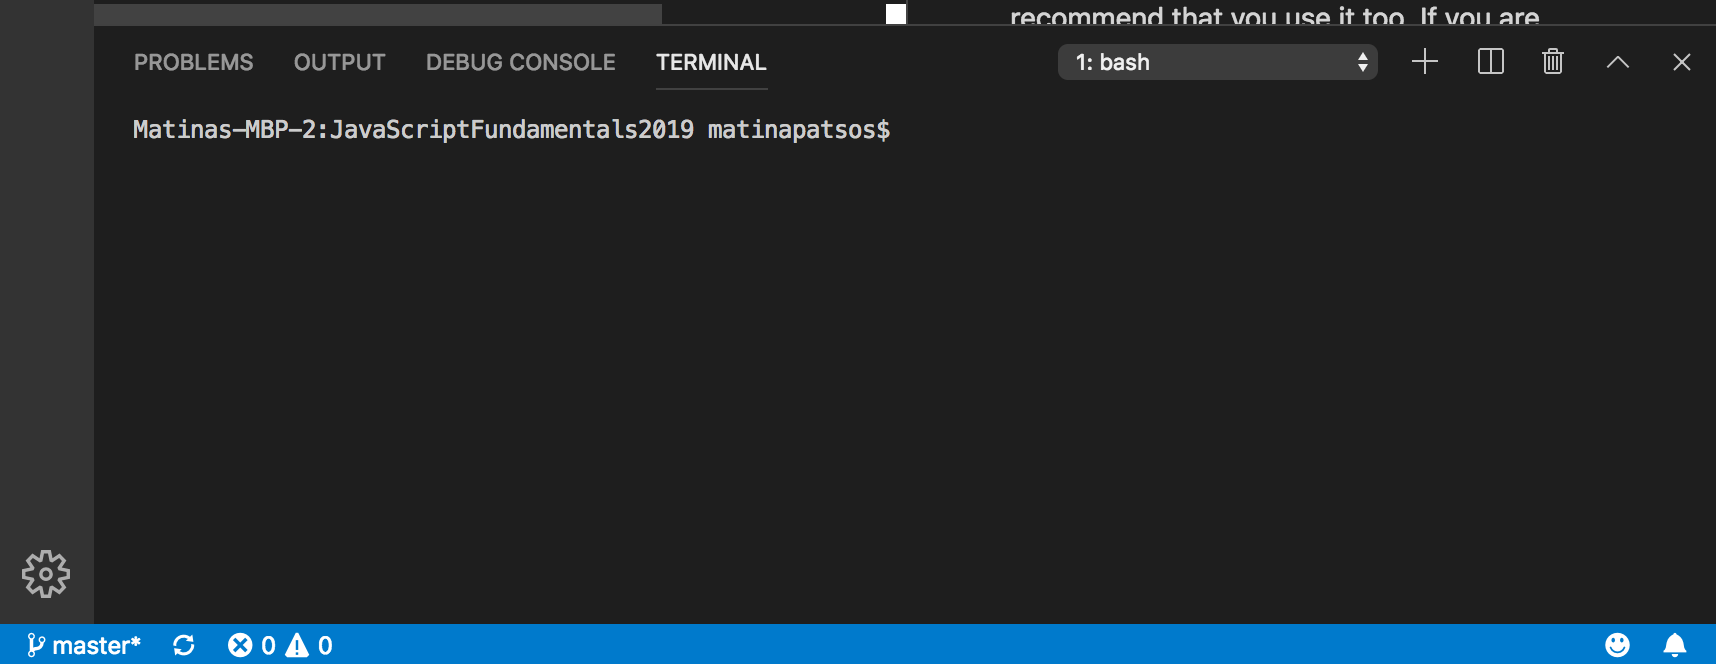 recommend that you use it too. If you are
PROBLEMS OUTPUT DEBUG CONSOLE TERMINAL 1: bash
Matinas-MBP-2:JavaScriptFundamentals2019 matinapatsos$
master* 0 0